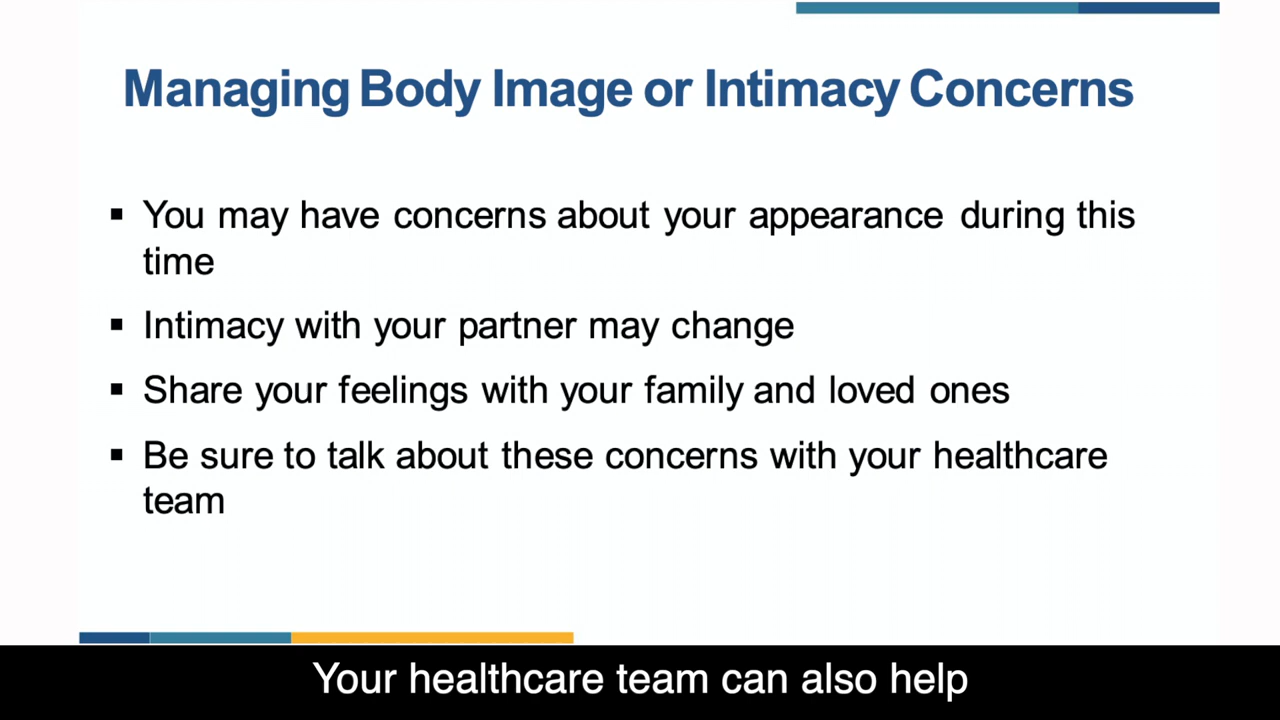 Managing Body Image or Intimacy Concerns
▪ You may have concerns about your appearance during this
time
▪ Intimacy with your partner may change
▪ Share your feelings with your family and loved ones
▪ Be sure to talk about these concerns with your healthcare
team
Your healthcare team can also help